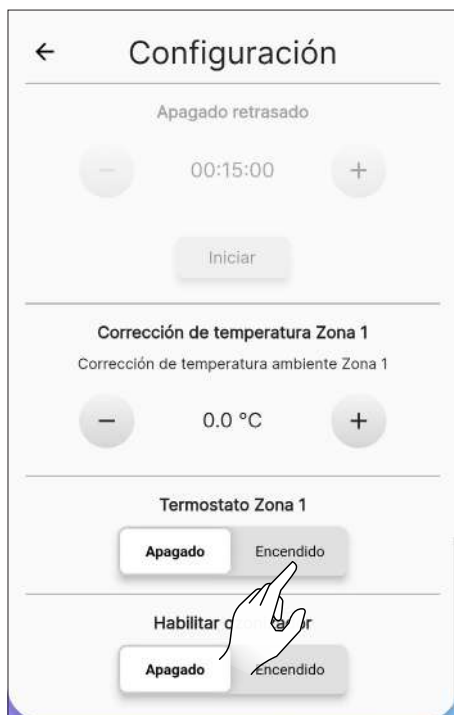 Configuración
Apagado retrasado
00:15:00
Iniciar
Corrección de temperatura Zona 1
Corrección de temperatura ambiente Zona 1
0.0 °C
Termostato Zona 1
Apagado Encendido
Habilitar
Apagado Encendido